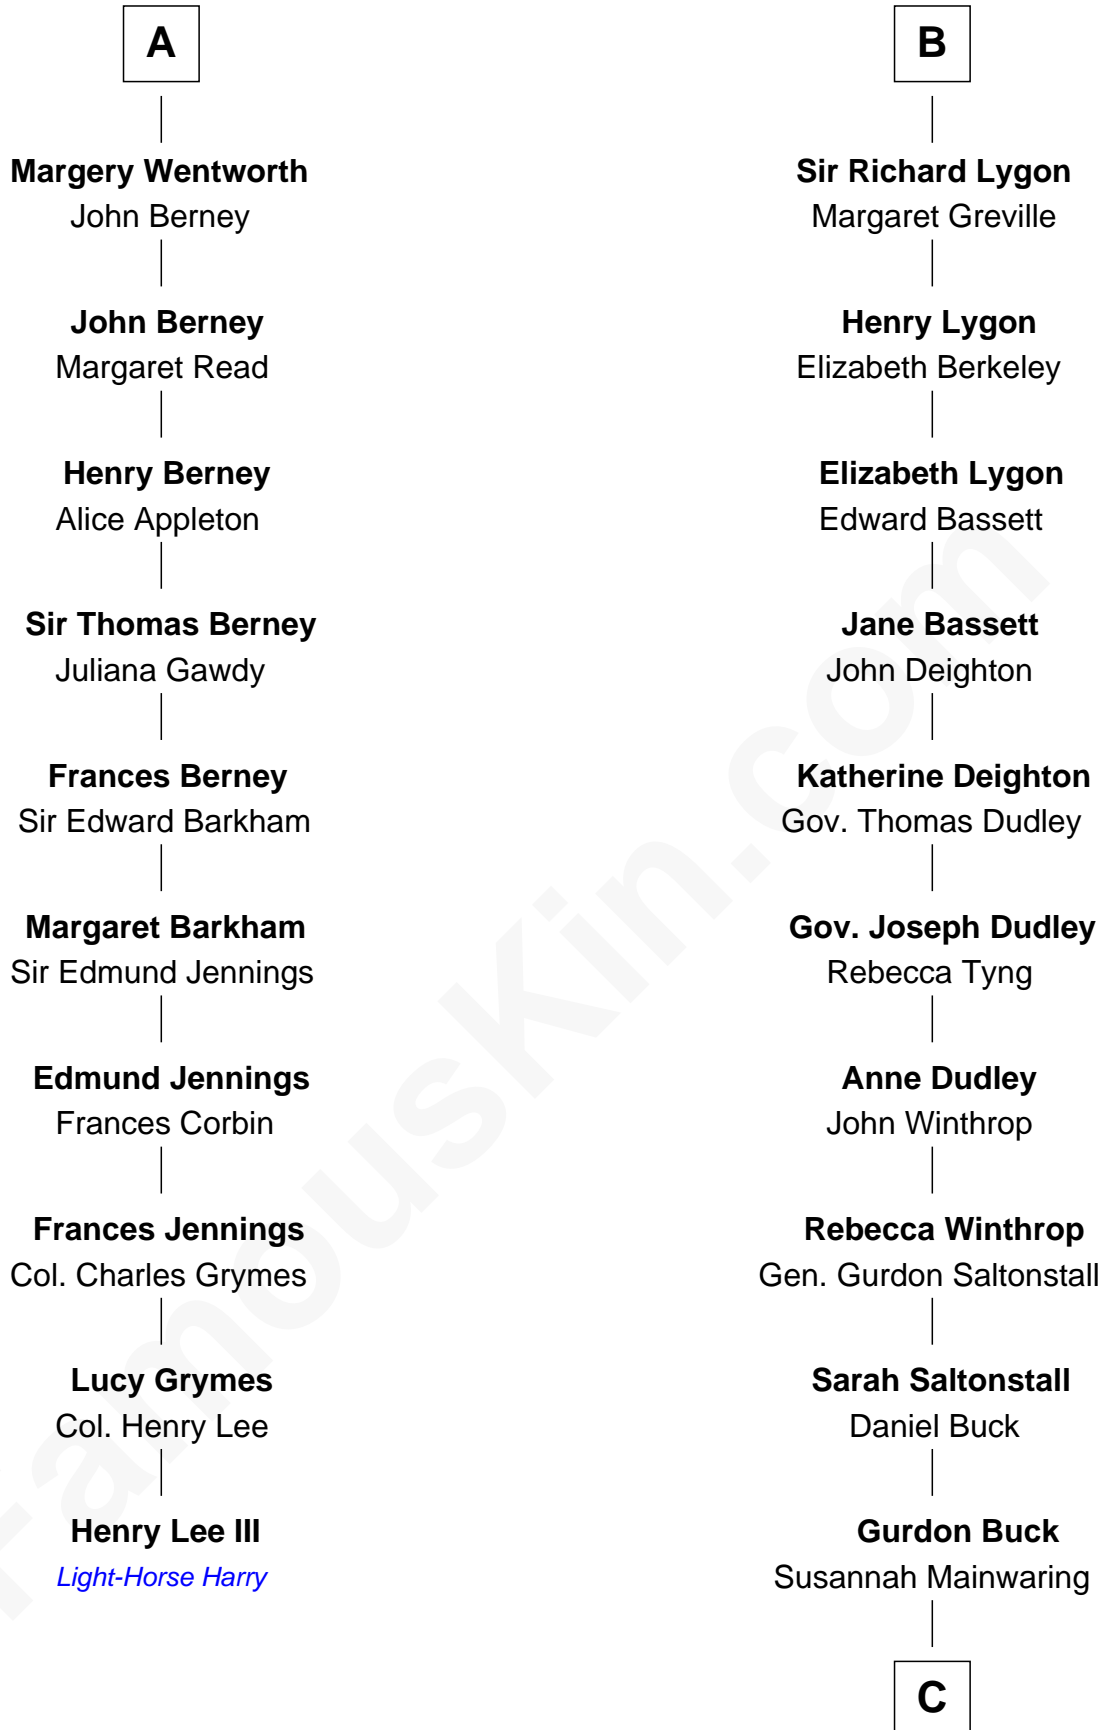 A
Margery Wentworth
John Berney
John Berney
Margaret Read
Henry Berney
Alice Appleton
Sir Thomas Berney
Juliana Gawdy
Frances Berney
Sir Edward Barkham
Margaret Barkham
Sir Edmund Jennings
Edmund Jennings
Frances Corbin
Frances Jennings
Col. Charles Grymes
Lucy Grymes
Col. Henry Lee
Henry Lee III
Light-Horse Harry
B
Sir Richard Lygon
Margaret Greville
Henry Lygon
Elizabeth Berkeley
Elizabeth Lygon
Edward Bassett
Jane Bassett
John Deighton
Katherine Deighton
Gov. Thomas Dudley
Gov. Joseph Dudley
Rebecca Tyng
Anne Dudley
John Winthrop
Rebecca Winthrop
Gen. Gurdon Saltonstall
Sarah Saltonstall
Daniel Buck
Gurdon Buck
Susannah Mainwaring
C
FamousKin.com